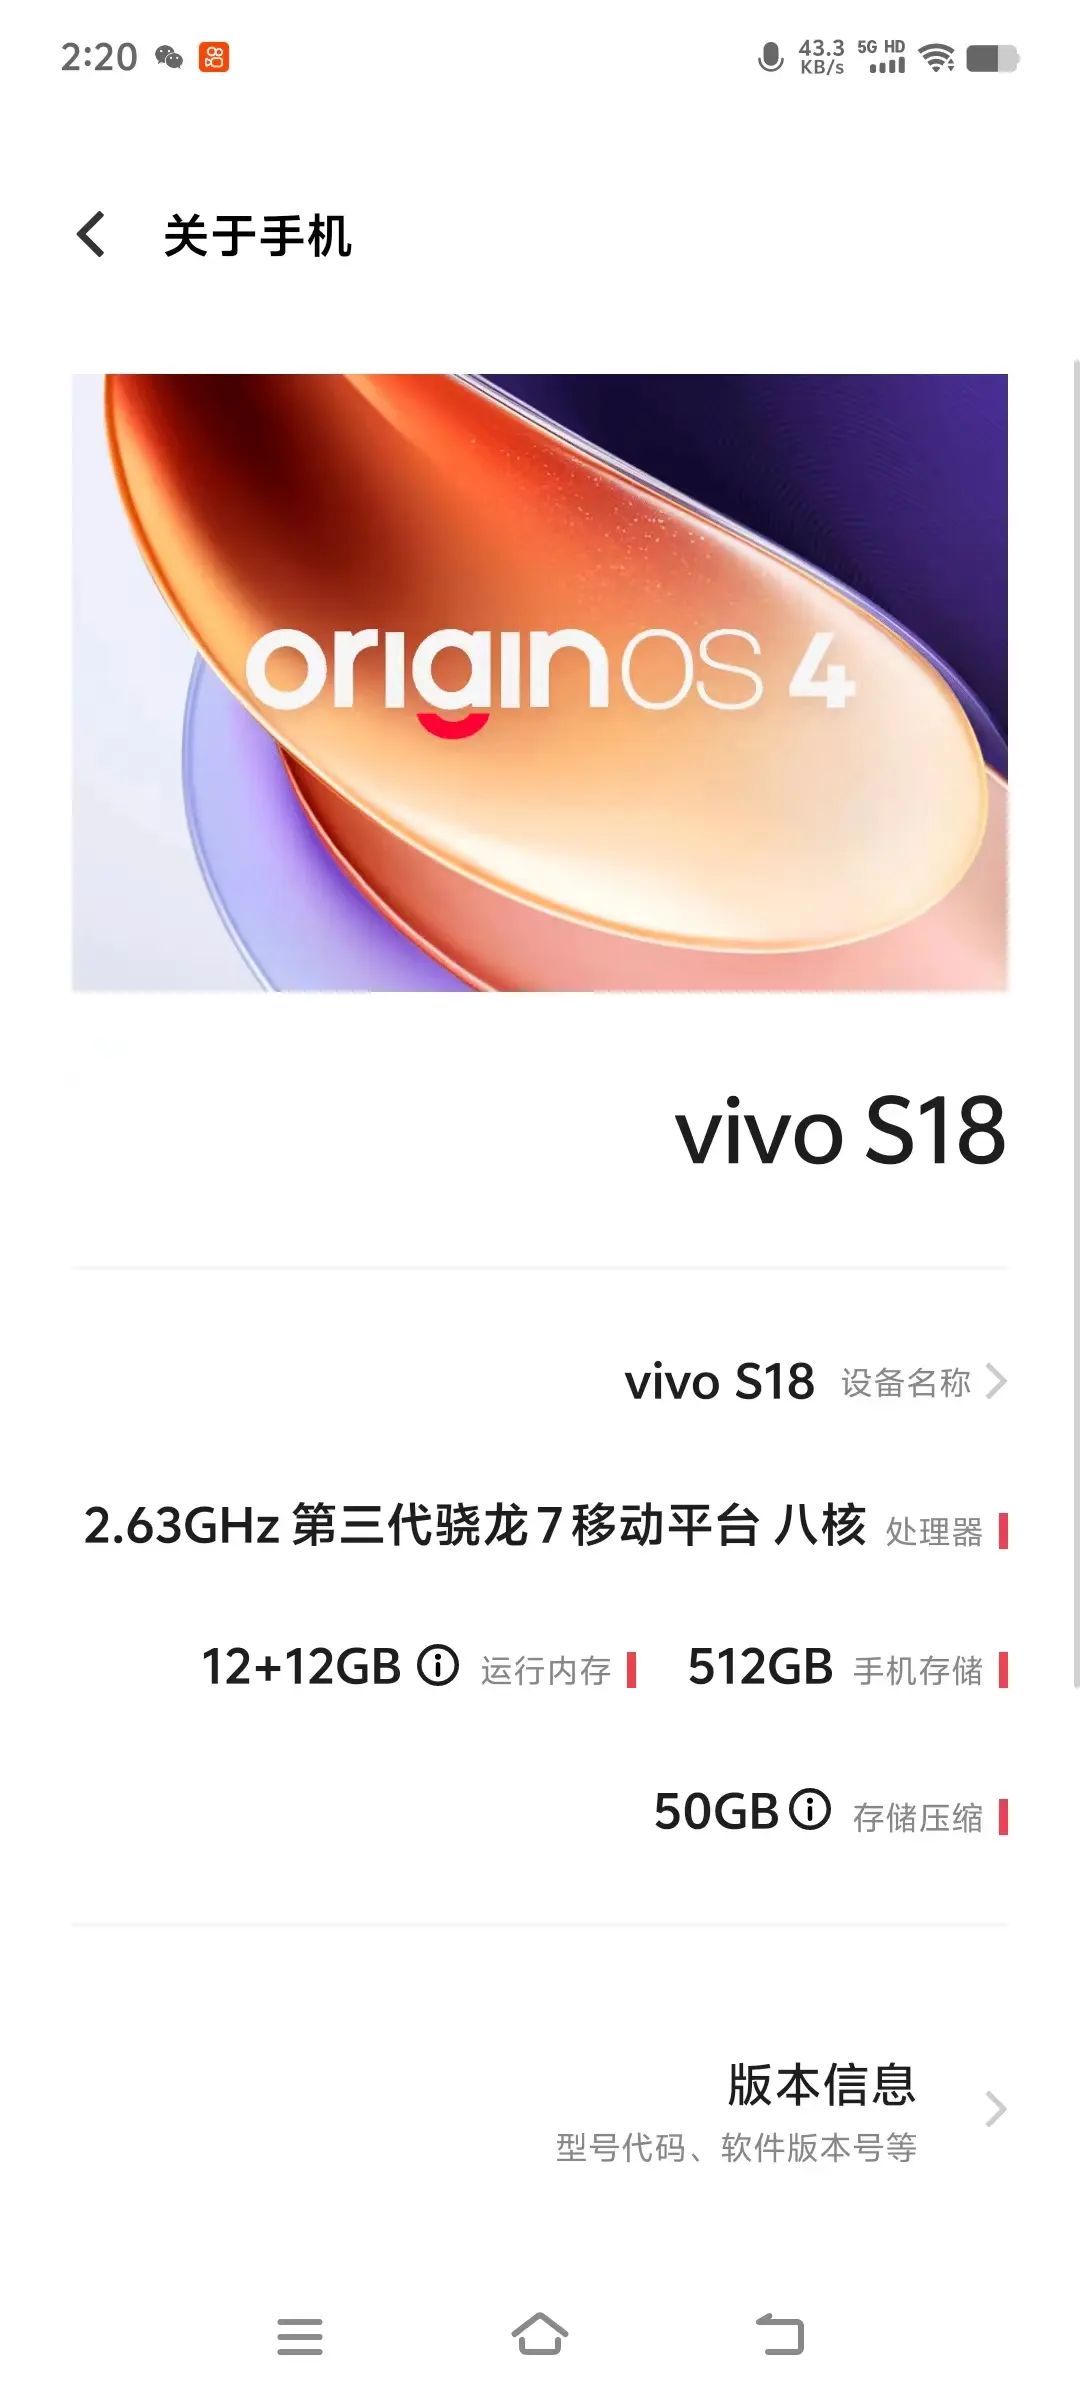 2:20
43.3 KB/s 5G HD
关于手机
originOS 4
vivo S18
vivo S18 设备名称
2.63GHz 第三代骁龙7移动平台 八核 处理器
12+12GB 运行内存 512GB 手机存储
50GB 存储压缩
版本信息
型号代码、软件版本号等